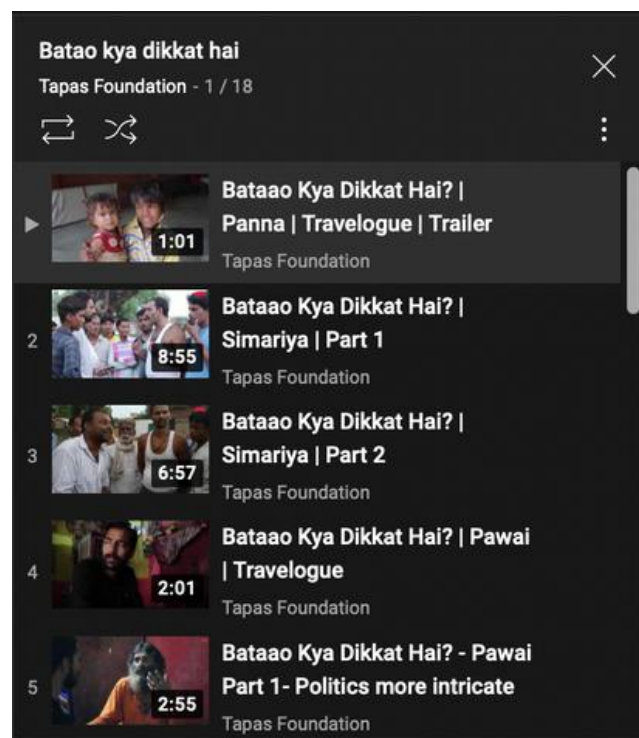 Batao kya dikkat hai
Tapas Foundation - 1 / 18
Bataao Kya Dikkat Hai? |
Panna | Travelogue | Trailer
Tapas Foundation
1:01
2
Bataao Kya Dikkat Hai? |
Simariya | Part 1
Tapas Foundation
8:55
3
Bataao Kya Dikkat Hai? |
Simariya | Part 2
Tapas Foundation
6:57
4
Bataao Kya Dikkat Hai? | Pawai
| Travelogue
Tapas Foundation
2:01
5
Bataao Kya Dikkat Hai? - Pawai
Part 1- Politics more intricate
Tapas Foundation
2:55